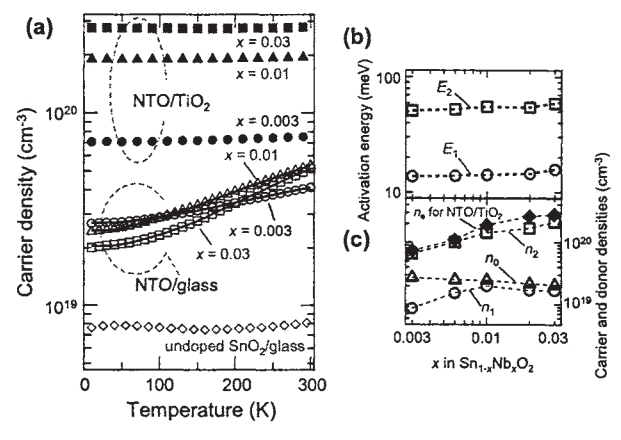 (a)
x = 0.03
x = 0.01
NTO/TiO2
10^20
x = 0.003
x = 0.01
x = 0.003
x = 0.03
NTO/glass
10^19
undoped SnO2/glass
0 100 200 300
Temperature (K)
Carrier density (cm-3)
(b)
100
E2
E1
10
Activation energy (meV)
(c)
ne for NTO/TiO2
n2
n0
n1
10^20
10^19
Carrier and donor densities (cm-3)
0.003 0.01 0.03
x in Sn1-xNbxO2